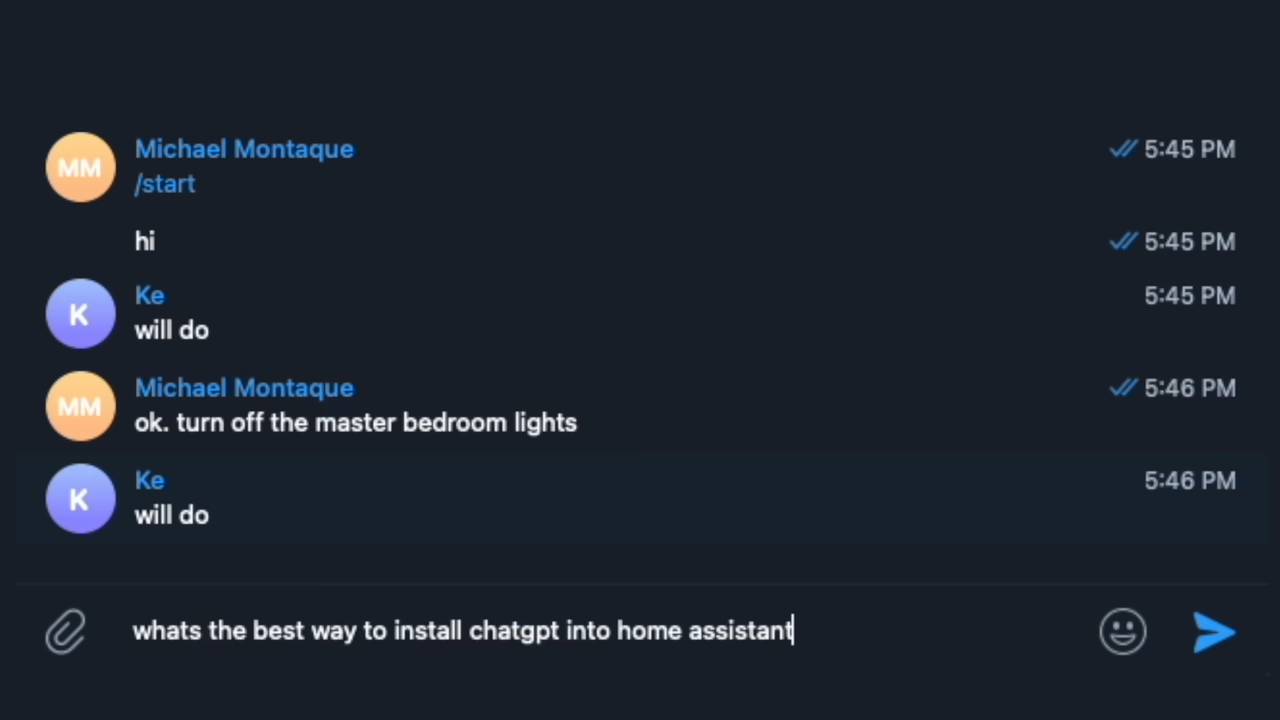 MM
Michael Montaque
5:45 PM
/start
hi
5:45 PM
K
Ke
5:45 PM
will do
MM
Michael Montaque
5:46 PM
ok. turn off the master bedroom lights
K
Ke
5:46 PM
will do
whats the best way to install chatgpt into home assistant